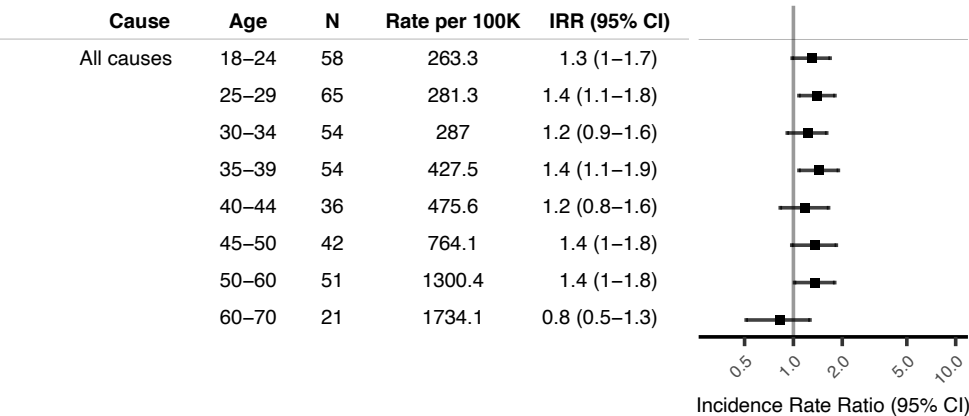 Cause Age N Rate per 100K IRR (95% CI)
All causes 18−24 58 263.3 1.3 (1−1.7)
25−29 65 281.3 1.4 (1.1−1.8)
30−34 54 287 1.2 (0.9−1.6)
35−39 54 427.5 1.4 (1.1−1.9)
40−44 36 475.6 1.2 (0.8−1.6)
45−50 42 764.1 1.4 (1−1.8)
50−60 51 1300.4 1.4 (1−1.8)
60−70 21 1734.1 0.8 (0.5−1.3)
0.5 1.0 2.0 5.0 10.0
Incidence Rate Ratio (95% CI)